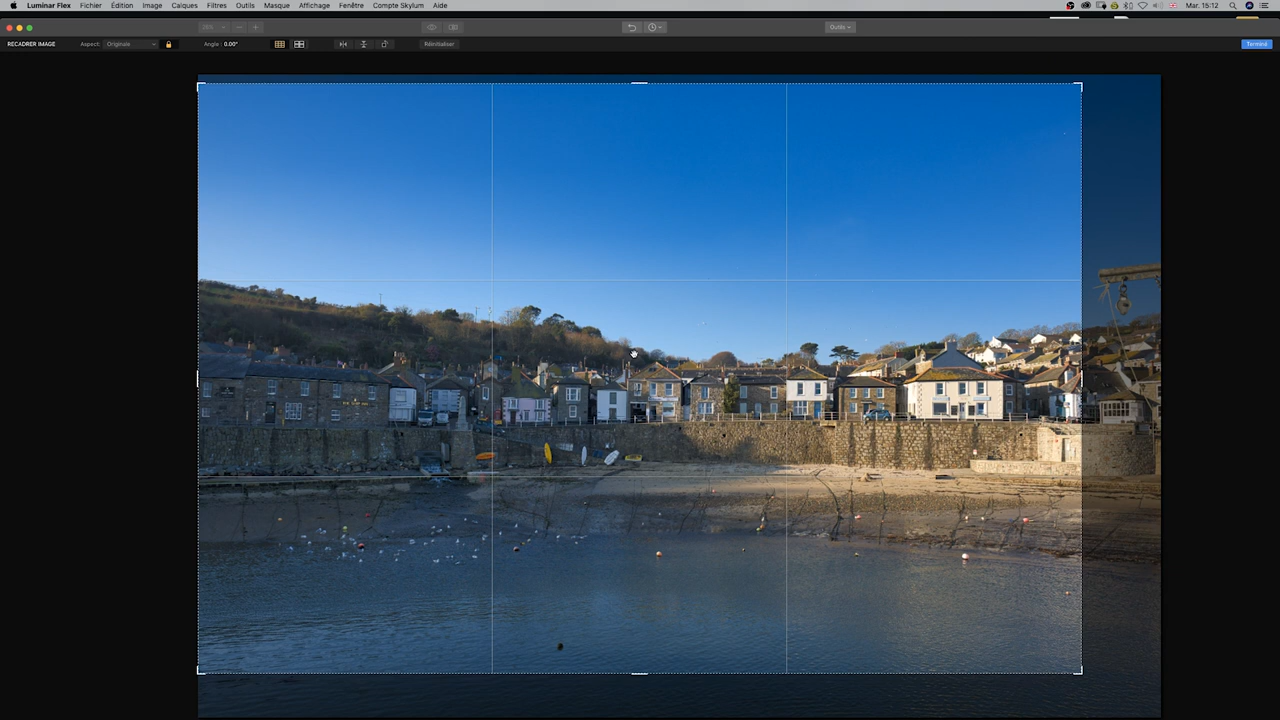 Luminar Flex Fichier Édition Image Calques Filtres Outils Masque Affichage Fenêtre Compte Skylum Aide Mar. 15:12
Outils
RECADRER IMAGE Aspect: Originale Angle : 0.00° Réinitialiser Terminé